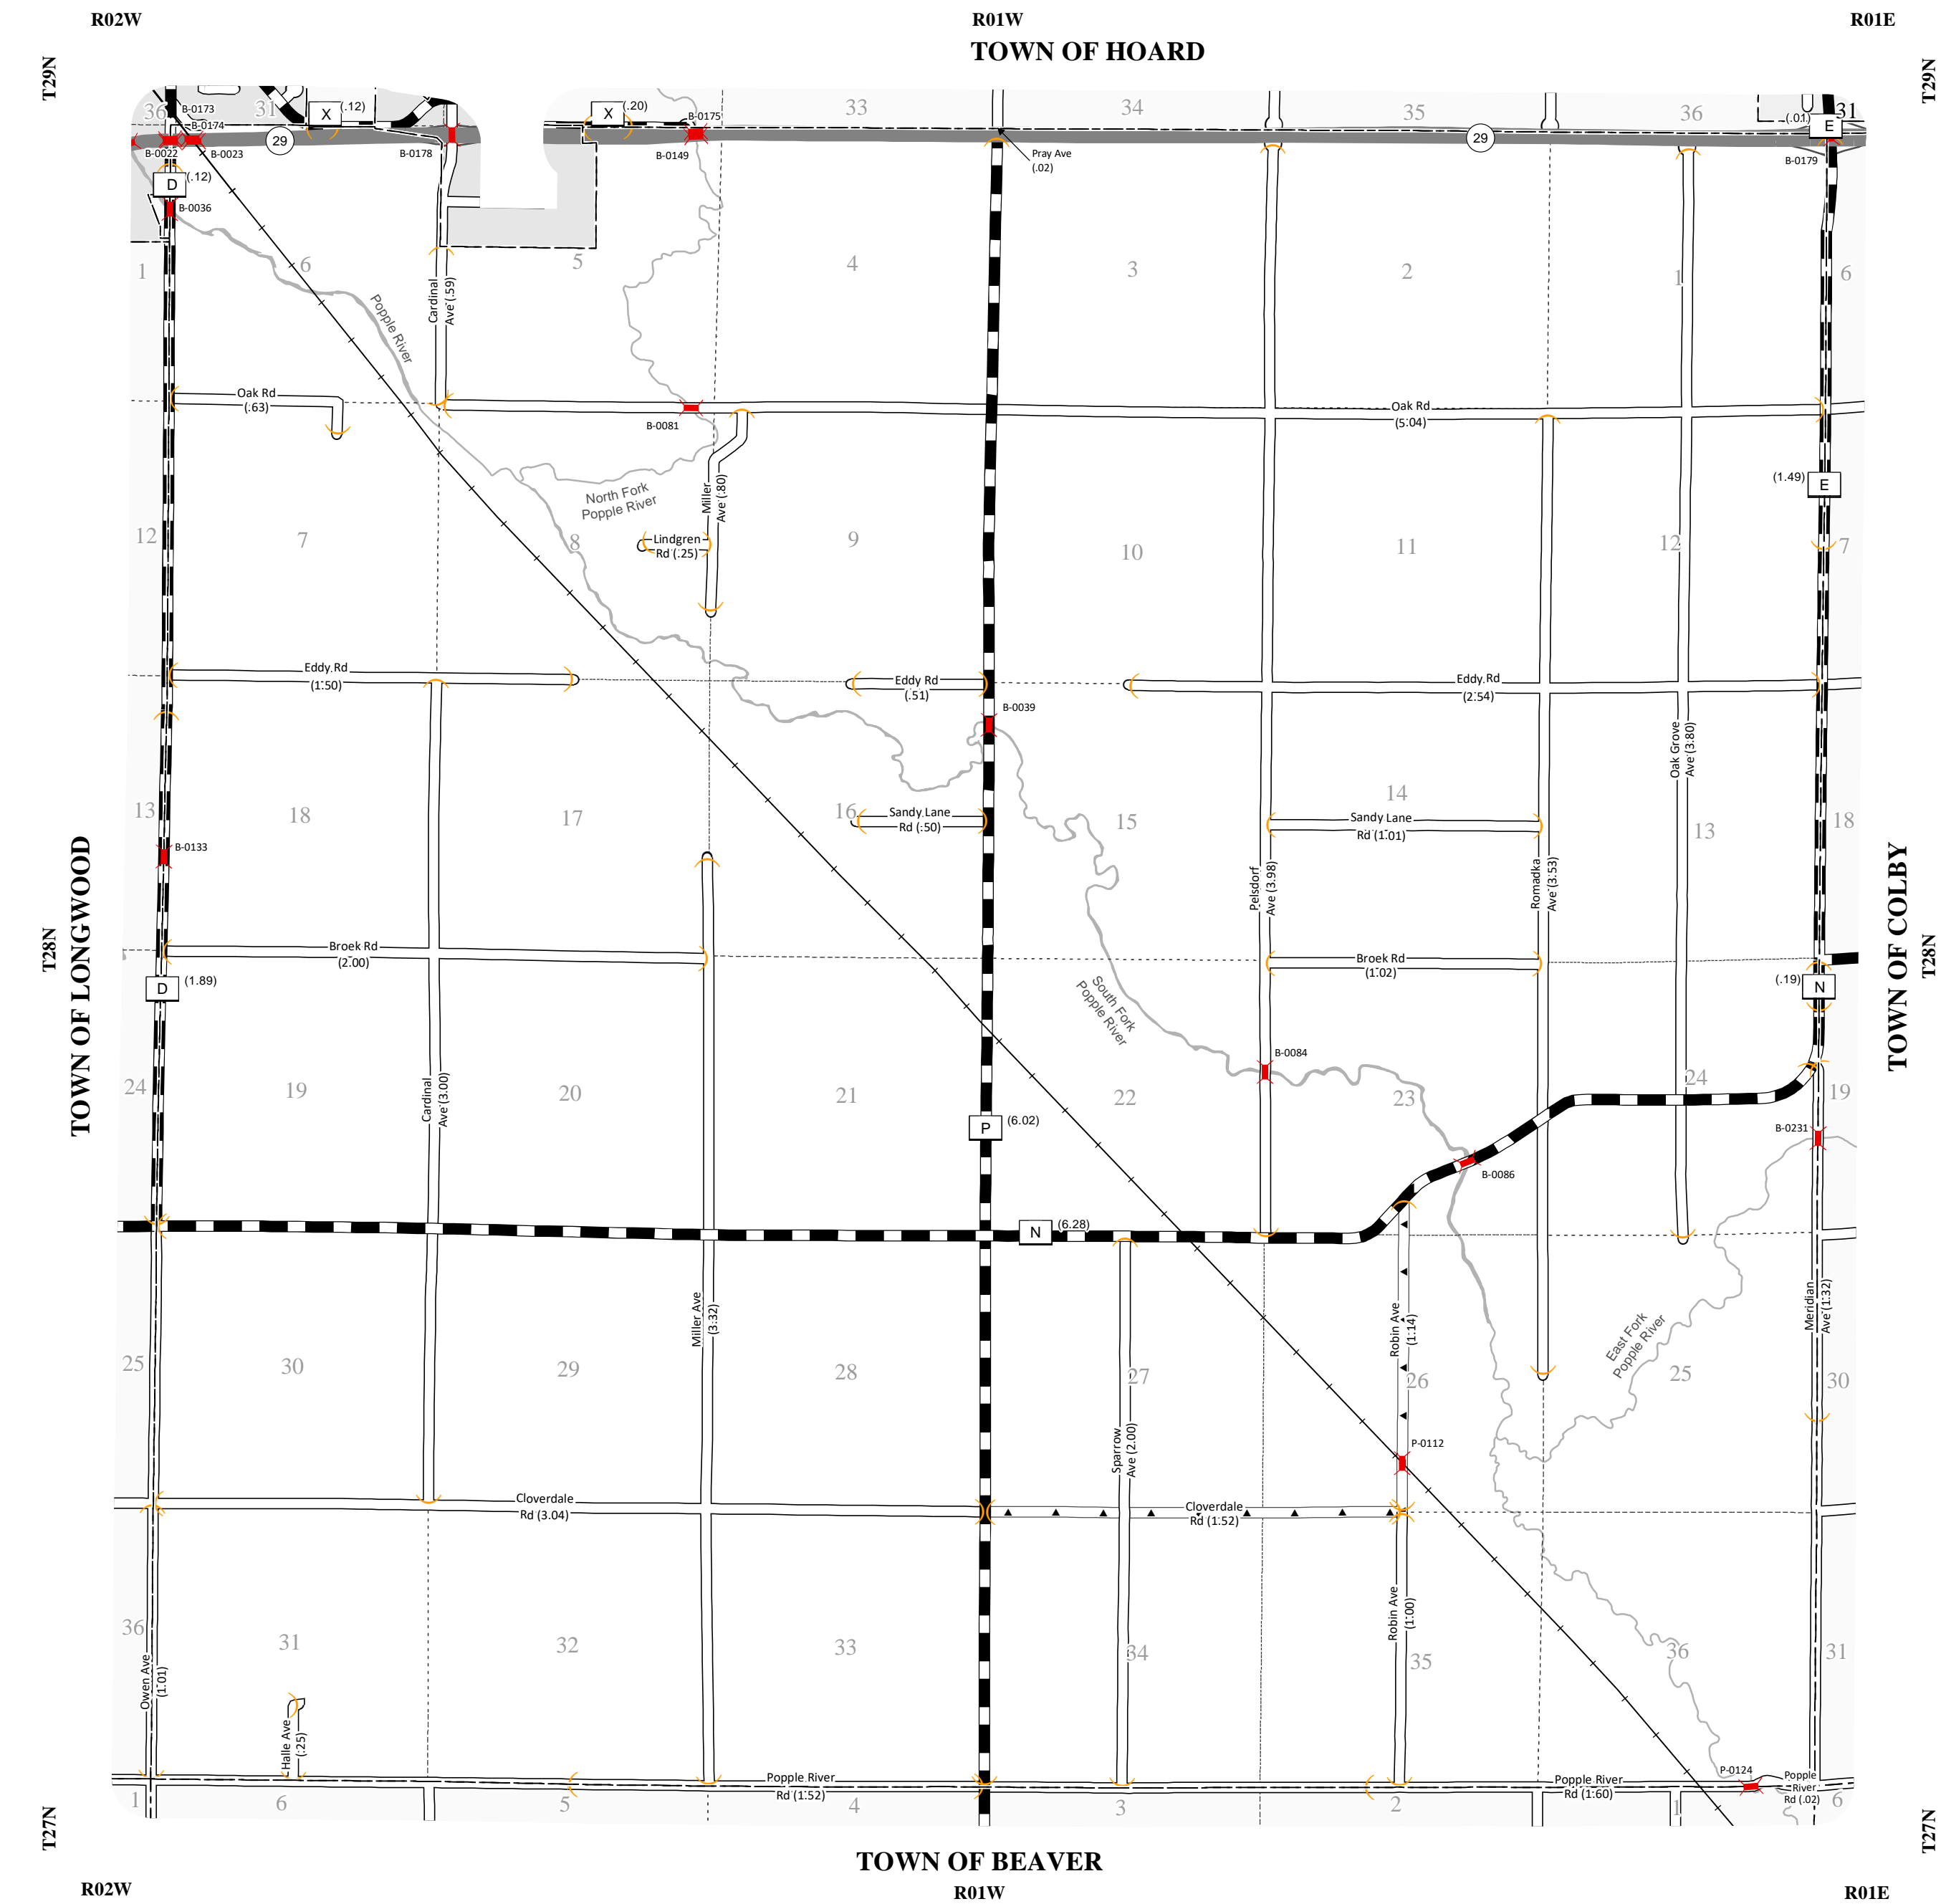 R02W
R01W
R01E
TOWN OF HOARD
T29N
T29N
36
B-0173
31
X
(.12)
X
(.20)
B-0175
33
34
35
36
31
(.01)
E
B-0174
29
29
B-0022
B-0023
B-0178
B-0149
Pray Ave
(.02)
B-0179
D
(.12)
B-0036
1
6
5
4
3
2
1
6
Cardinal
Ave (.59)
Popple River
Oak Rd
(.63)
B-0081
Oak Rd
(5.04)
North Fork
Popple River
Miller
Ave (.80)
(1.49)
E
12
7
8
Lindgren
Rd (.25)
9
10
11
12
7
Eddy Rd
(1.50)
Eddy Rd
(.51)
Eddy Rd
(2.54)
B-0039
Oak Grove
Ave (3.80)
13
18
17
16
Sandy Lane
Rd (.50)
15
14
Sandy Lane
Rd (1.01)
13
18
B-0133
Pelsdorf
Ave (3.98)
Romadka
Ave (3.53)
TOWN OF LONGWOOD
TOWN OF COLBY
T28N
T28N
Broek Rd
(2.00)
Broek Rd
(1.02)
D
(1.89)
(.19)
N
South Fork
Popple River
B-0084
24
19
Cardinal
Ave (3.00)
20
21
22
23
24
19
P
(6.02)
B-0231
B-0086
N
(6.28)
Miller Ave
(3.32)
Robin Ave
(1.14)
Meridian
Ave (1.32)
East Fork
Popple River
25
30
29
28
27
26
25
30
Sparrow
Ave (2.00)
P-0112
Cloverdale
Rd (3.04)
Cloverdale
Rd (1.52)
Robin Ave
(1.00)
36
31
32
33
34
35
36
31
Owen Ave
(1.01)
Halle Ave
(.25)
Popple River
Rd (1.52)
Popple River
Rd (1.60)
P-0124
Popple
River
Rd (.02)
1
6
5
4
3
2
1
6
T27N
T27N
TOWN OF BEAVER
R02W
R01W
R01E